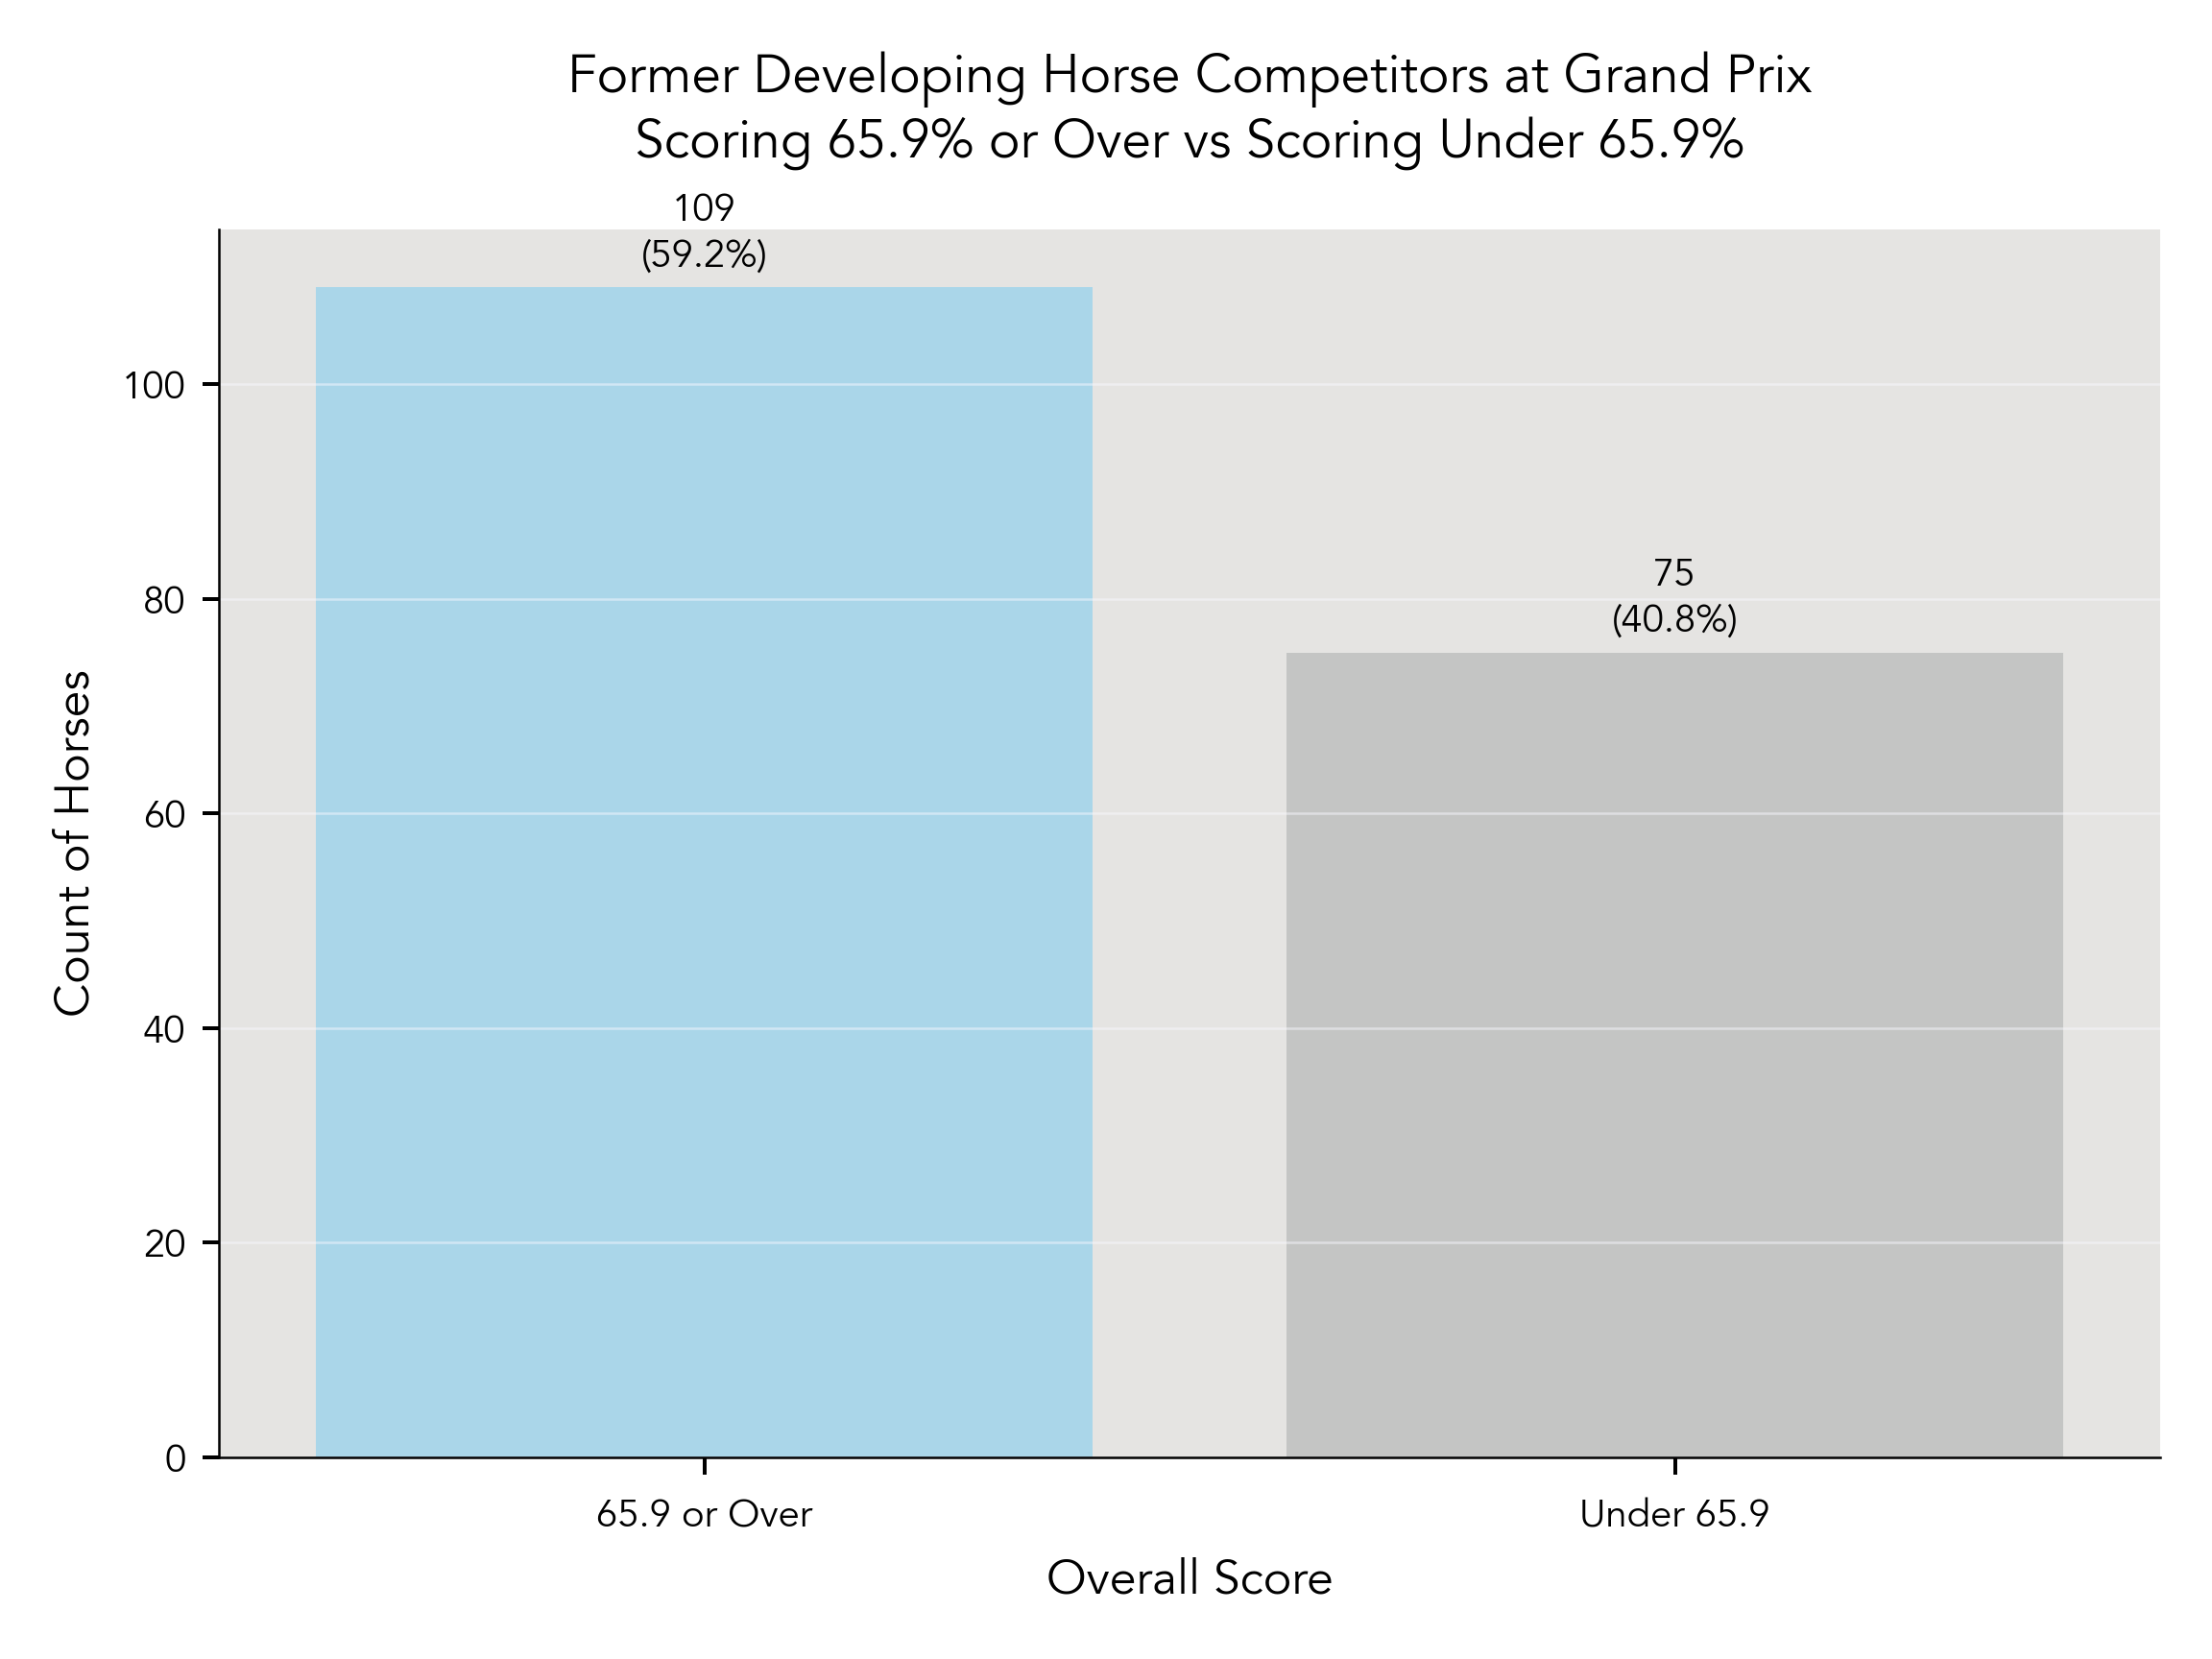 Former Developing Horse Competitors at Grand Prix
Scoring 65.9% or Over vs Scoring Under 65.9%
109
(59.2%)
75
(40.8%)
100
80
60
40
20
0
Count of Horses
65.9 or Over
Under 65.9
Overall Score